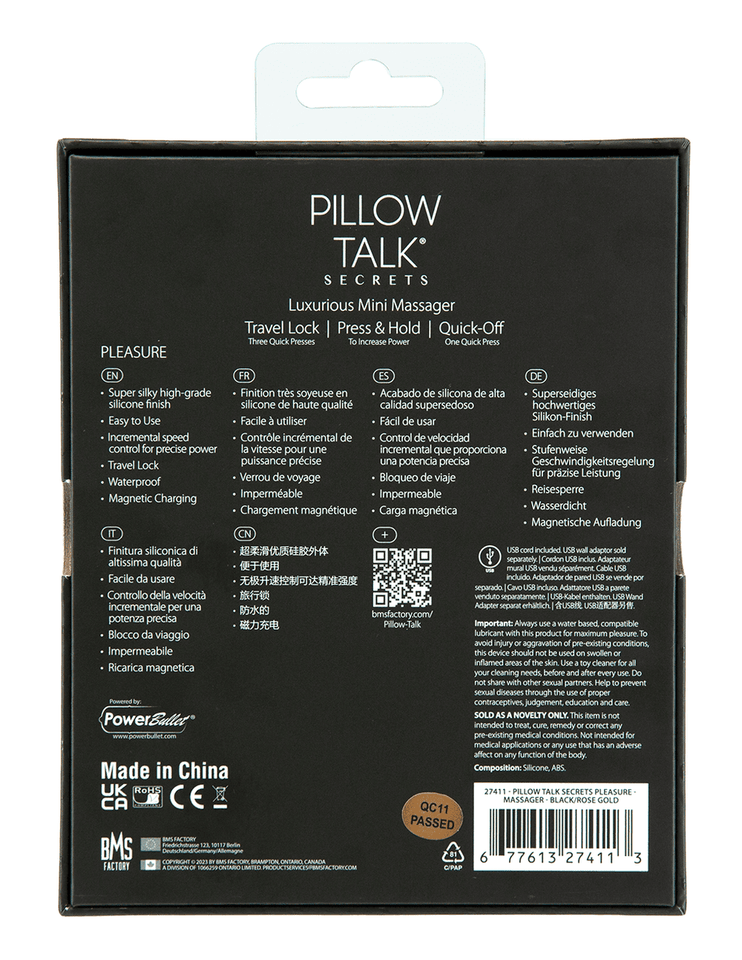 PILLOW
TALK®
SECRETS
Luxurious Mini Massager
Travel Lock | Press & Hold | Quick-Off
Three Quick Presses To Increase Power One Quick Press
PLEASURE
EN
• Super silky high-grade
silicone finish
• Easy to Use
• Incremental speed
control for precise power
• Travel Lock
• Waterproof
• Magnetic Charging
FR
• Finition très soyeuse en
silicone de haute qualité
• Facile à utiliser
• Contrôle incrémental de
la vitesse pour une
puissance précise
• Verrou de voyage
• Imperméable
• Chargement magnétique
ES
• Acabado de silicona de alta
calidad supersedoso
• Fácil de usar
• Control de velocidad
incremental que proporciona
una potencia precisa
• Bloqueo de viaje
• Impermeable
• Carga magnética
DE
• Superseidiges
hochwertiges
Silikon-Finish
• Einfach zu verwenden
• Stufenweise
Geschwindigkeitsregelung
für präzise Leistung
• Reisesperre
• Wasserdicht
• Magnetische Aufladung
IT
• Finitura siliconica di
altissima qualità
• Facile da usare
• Controllo della velocità
incrementale per una
potenza precisa
• Blocco da viaggio
• Impermeabile
• Ricarica magnetica
CN
• 超柔滑优质硅胶外体
• 便于使用
• 无极升速控制可达精准强度
• 旅行锁
• 防水的
• 磁力充电
+
bmsfactory.com/
Pillow-Talk
USB
USB cord included. USB wall adaptor sold
separately. | Cordon USB inclus. Adaptateur
mural USB vendu séparément. Cable USB
incluido. Adaptador de pared USB se vende por
separado. | Cavo USB incluso. Adattatore USB a parete
venduto separatamente. | USB-Kabel enthalten. USB Wand
Adapter separat erhältlich. | 含USB线. USB适配器另售.
Important: Always use a water based, compatible
lubricant with this product for maximum pleasure. To
avoid injury or aggravation of pre-existing conditions,
this device should not be used on swollen or
inflamed areas of the skin. Use a toy cleaner for all
your cleaning needs, before and after every use. Do
not share with other sexual partners. Help to prevent
sexual diseases through the use of proper
contraceptives, judgement, education and care.
SOLD AS A NOVELTY ONLY. This item is not
intended to treat, cure, remedy or correct any
pre-existing medical conditions. Not intended for
medical applications or any use that has an adverse
affect on any function of the body.
Composition: Silicone, ABS.
Powered by:
PowerBullet®
www.powerbullet.com
Made in China
UK
CA
RoHS
CE
QC11
PASSED
27411 - PILLOW TALK SECRETS PLEASURE -
MASSAGER - BLACK/ROSE GOLD
6 77613 27411 3
81
C/PAP
BMS
FACTORY
BMS FACTORY
Friedrichstrasse 123, 10117 Berlin
Deutschland/Germany/Allemagne
COPYRIGHT © 2023 BY BMS FACTORY, BRAMPTON, ONTARIO, CANADA
A DIVISION OF 1066259 ONTARIO LIMITED. PRODUCTSERVICES@BMSFACTORY.COM